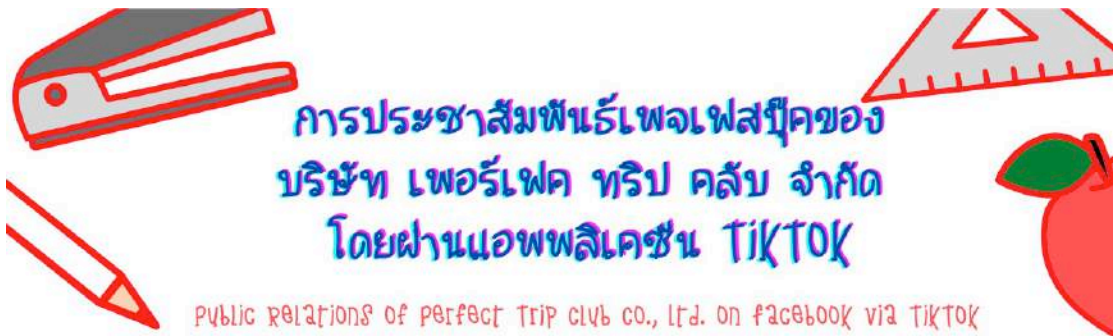 การประชาสัมพันธ์เพจเฟสบุ๊คของ
บริษัท เพอร์เฟค ทริป คลับ จำกัด
โดยผ่านแอพพลิเคชัน TikTok
Public Relations of Perfect Trip Club Co., Ltd. on facebook via TikTok